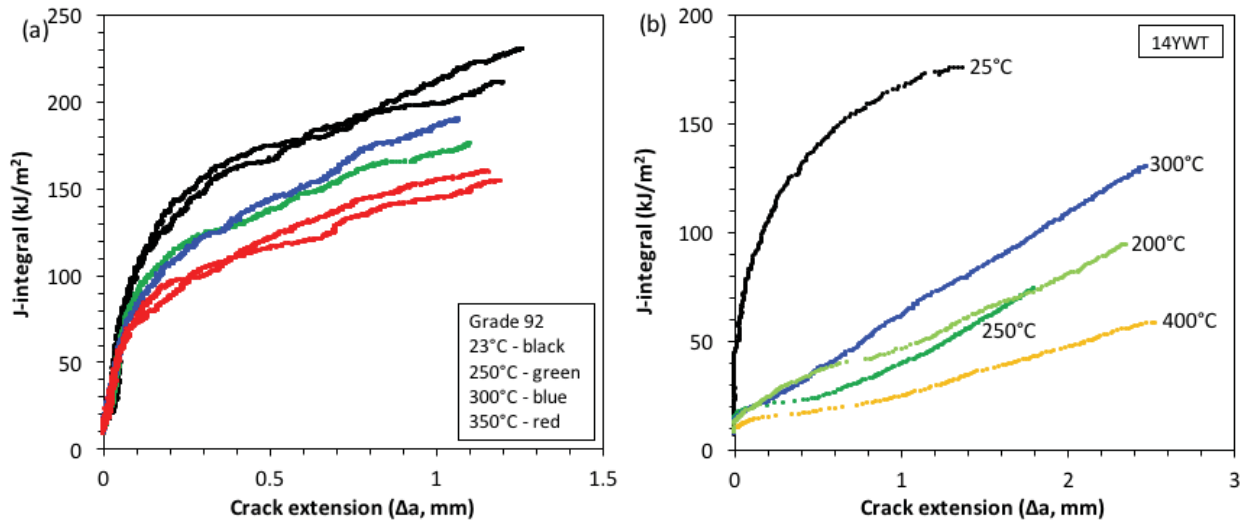 (a)
250
200
150
100
50
0
J-integral (kJ/m²)
0
0.5
1
1.5
Crack extension (Δa, mm)
Grade 92
23°C - black
250°C - green
300°C - blue
350°C - red
(b)
200
150
100
50
0
J-integral (kJ/m²)
0
1
2
3
Crack extension (Δa, mm)
14YWT
25°C
300°C
200°C
250°C
400°C